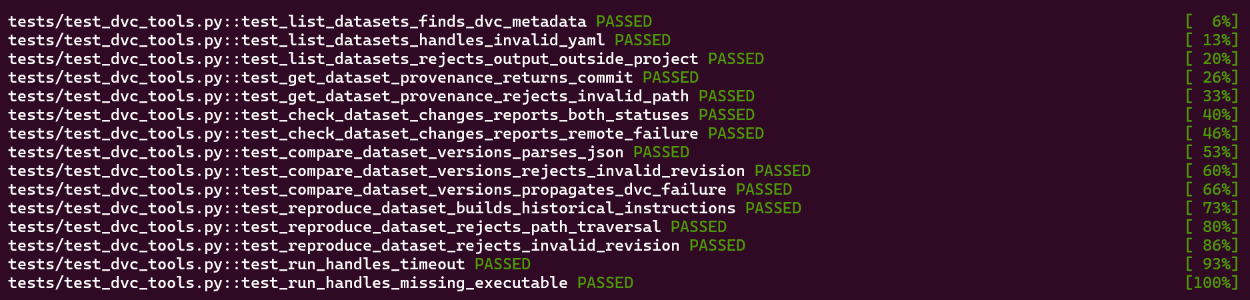 tests/test_dvc_tools.py::test_list_datasets_finds_dvc_metadata PASSED [  6%]
tests/test_dvc_tools.py::test_list_datasets_handles_invalid_yaml PASSED [ 13%]
tests/test_dvc_tools.py::test_list_datasets_rejects_output_outside_project PASSED [ 20%]
tests/test_dvc_tools.py::test_get_dataset_provenance_returns_commit PASSED [ 26%]
tests/test_dvc_tools.py::test_get_dataset_provenance_rejects_invalid_path PASSED [ 33%]
tests/test_dvc_tools.py::test_check_dataset_changes_reports_both_statuses PASSED [ 40%]
tests/test_dvc_tools.py::test_check_dataset_changes_reports_remote_failure PASSED [ 46%]
tests/test_dvc_tools.py::test_compare_dataset_versions_parses_json PASSED [ 53%]
tests/test_dvc_tools.py::test_compare_dataset_versions_rejects_invalid_revision PASSED [ 60%]
tests/test_dvc_tools.py::test_compare_dataset_versions_propagates_dvc_failure PASSED [ 66%]
tests/test_dvc_tools.py::test_reproduce_dataset_builds_historical_instructions PASSED [ 73%]
tests/test_dvc_tools.py::test_reproduce_dataset_rejects_path_traversal PASSED [ 80%]
tests/test_dvc_tools.py::test_reproduce_dataset_rejects_invalid_revision PASSED [ 86%]
tests/test_dvc_tools.py::test_run_handles_timeout PASSED [ 93%]
tests/test_dvc_tools.py::test_run_handles_missing_executable PASSED [100%]